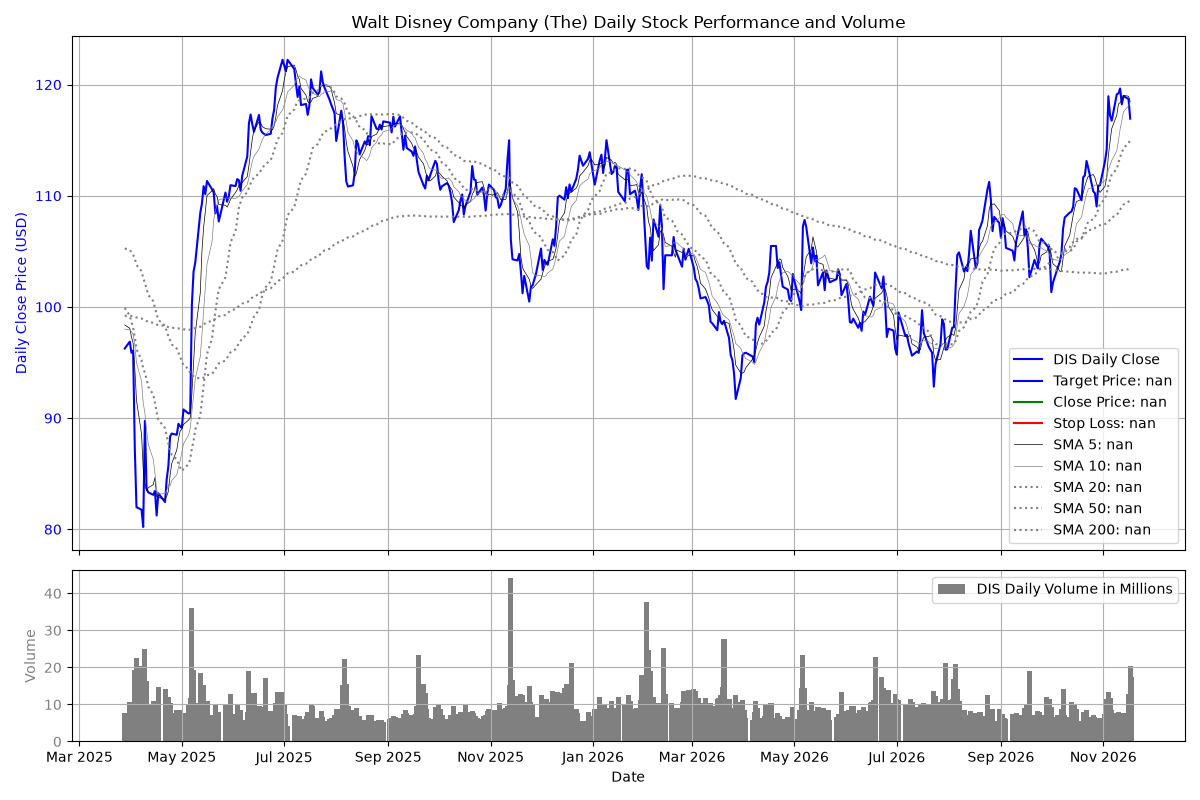 Walt Disney Company (The) Daily Stock Performance and Volume
Daily Close Price (USD)
120
110
100
90
80
DIS Daily Close
Target Price: nan
Close Price: nan
Stop Loss: nan
SMA 5: nan
SMA 10: nan
SMA 20: nan
SMA 50: nan
SMA 200: nan
Volume
40
30
20
10
0
DIS Daily Volume in Millions
Mar 2025 May 2025 Jul 2025 Sep 2025 Nov 2025 Jan 2026 Mar 2026 May 2026 Jul 2026 Sep 2026 Nov 2026
Date